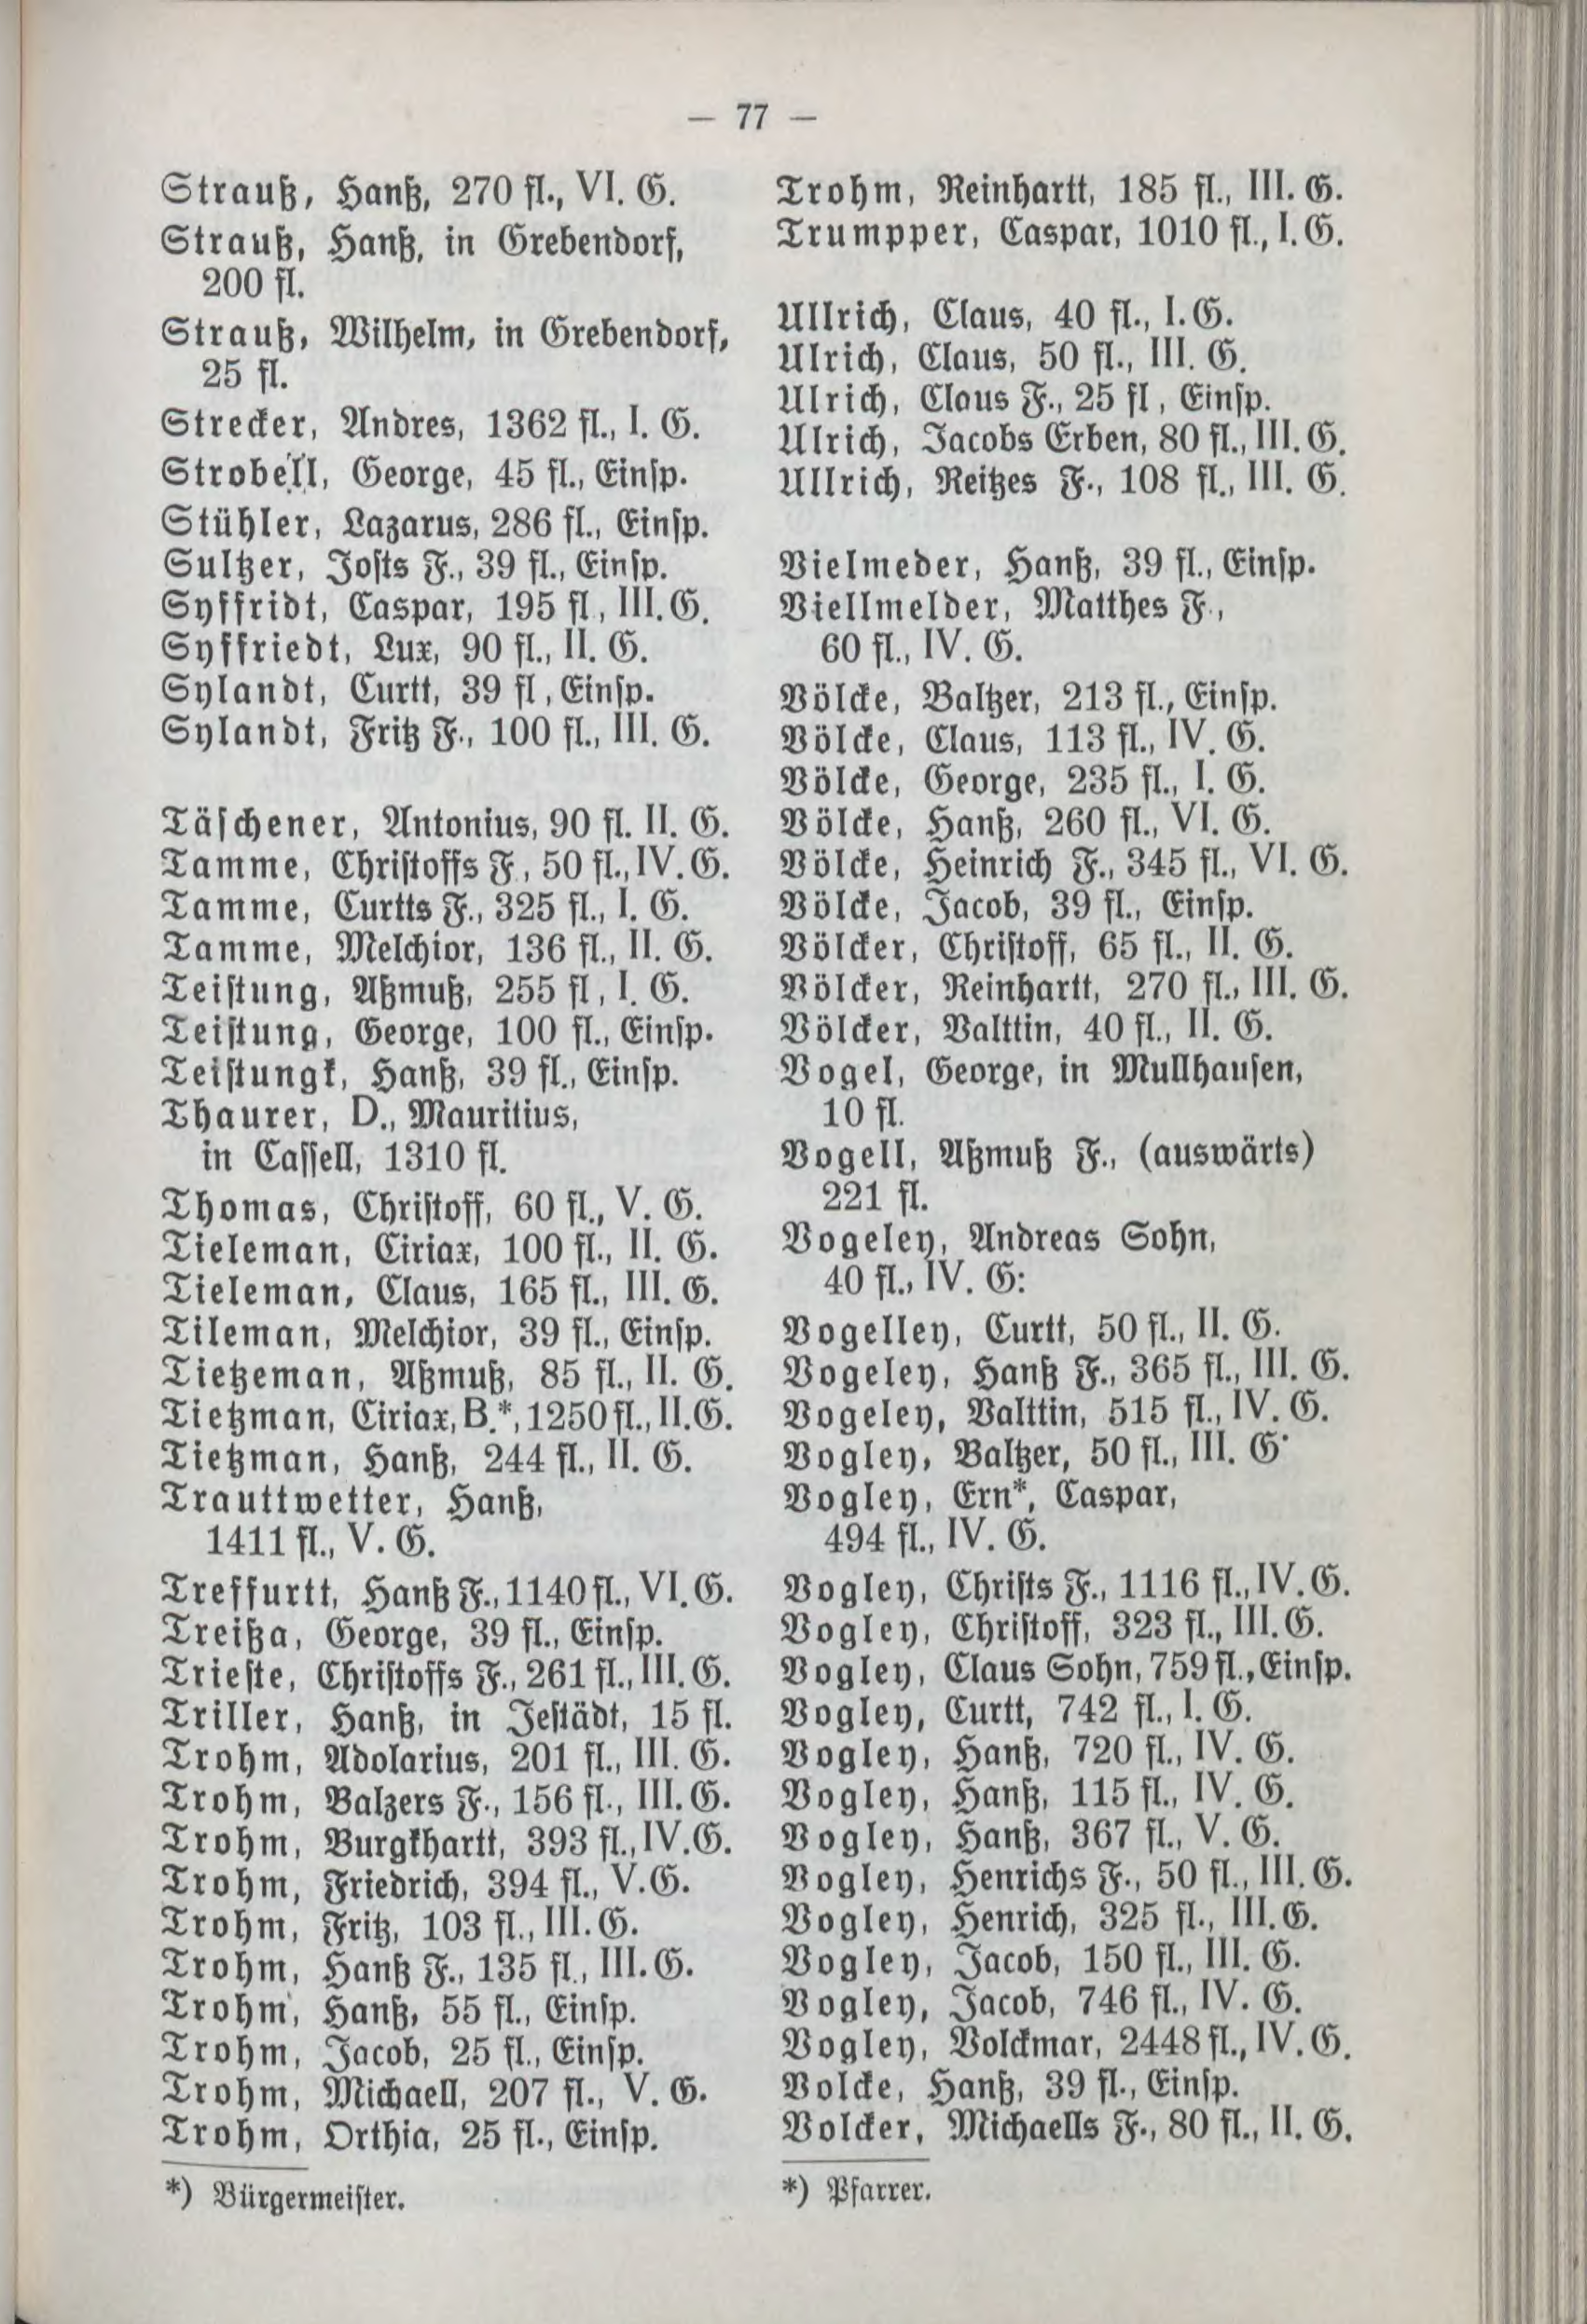 — 77 —
Strauß, Hanß, 270 fl., VI. G.
Strauß, Hanß, in Grebendorf,
200 fl.
Strauß, Wilhelm, in Grebendorf,
25 fl.
Strecker, Andres, 1362 fl., I. G.
Strobell, George, 45 fl., Einsp.
Stühler, Lazarus, 286 fl., Einsp.
Sultzer, Josts F., 39 fl., Einsp.
Syffridt, Caspar, 195 fl., III. G.
Syffriedt, Lux, 90 fl., II. G.
Sylandt, Curtt, 39 fl, Einsp.
Sylandt, Fritz F., 100 fl., III. G.
Täschener, Antonius, 90 fl. II. G.
Tamme, Christoffs F., 50 fl., IV. G.
Tamme, Curtts F., 325 fl., I. G.
Tamme, Melchior, 136 fl., II. G.
Teistung, Aßmuß, 255 fl, I. G.
Teistung, George, 100 fl., Einsp.
Teistungk, Hanß, 39 fl., Einsp.
Thaurer, D., Mauritius,
in Cassell, 1310 fl.
Thomas, Christoff, 60 fl., V. G.
Tieleman, Ciriax, 100 fl., II. G.
Tieleman, Claus, 165 fl., III. G.
Tileman, Melchior, 39 fl., Einsp.
Tietzeman, Aßmuß, 85 fl., II. G.
Tietzman, Ciriax, B.*, 1250 fl., II. G.
Tietzman, Hanß, 244 fl., II. G.
Trauttwetter, Hanß,
1411 fl., V. G.
Treffurtt, Hanß F., 1140 fl., VI. G.
Treißa, George, 39 fl., Einsp.
Trieste, Christoffs F., 261 fl., III. G.
Triller, Hanß, in Jestädt, 15 fl.
Trohm, Adolarius, 201 fl., III. G.
Trohm, Balzers F., 156 fl., III. G.
Trohm, Burgkhartt, 393 fl., IV. G.
Trohm, Friedrich, 394 fl., V. G.
Trohm, Fritz, 103 fl., III. G.
Trohm, Hanß F., 135 fl., III. G.
Trohm, Hanß, 55 fl., Einsp.
Trohm, Jacob, 25 fl., Einsp.
Trohm, Michaell, 207 fl., V. G.
Trohm, Orthia, 25 fl., Einsp.
*) Bürgermeister.
Trohm, Reinhartt, 185 fl., III. G.
Trumpper, Caspar, 1010 fl., I. G.
Ullrich, Claus, 40 fl., I. G.
Ulrich, Claus, 50 fl., III. G.
Ulrich, Claus F., 25 fl, Einsp.
Ulrich, Jacobs Erben, 80 fl., III. G.
Ullrich, Reitzes F., 108 fl., III. G.
Vielmeder, Hanß, 39 fl., Einsp.
Viellmelder, Matthes F.,
60 fl., IV. G.
Völcke, Baltzer, 213 fl., Einsp.
Völcke, Claus, 113 fl., IV. G.
Völcke, George, 235 fl., I. G.
Völcke, Hanß, 260 fl., VI. G.
Völcke, Heinrich F., 345 fl., VI. G.
Völcke, Jacob, 39 fl., Einsp.
Völcker, Christoff, 65 fl., II. G.
Völcker, Reinhartt, 270 fl., III. G.
Völcker, Valttin, 40 fl., II. G.
Vogel, George, in Mullhausen,
10 fl.
Vogell, Aßmuß F., (auswärts)
221 fl.
Vogeley, Andreas Sohn,
40 fl., IV. G:
Vogelley, Curtt, 50 fl., II. G.
Vogeley, Hanß F., 365 fl., III. G.
Vogeley, Valttin, 515 fl., IV. G.
Vogley, Baltzer, 50 fl., III. G.
Vogley, Ern*, Caspar,
494 fl., IV. G.
Vogley, Christs F., 1116 fl., IV. G.
Vogley, Christoff, 323 fl., III. G.
Vogley, Claus Sohn, 759 fl., Einsp.
Vogley, Curtt, 742 fl., I. G.
Vogley, Hanß, 720 fl., IV. G.
Vogley, Hanß, 115 fl., IV. G.
Vogley, Hanß, 367 fl., V. G.
Vogley, Henrichs F., 50 fl., III. G.
Vogley, Henrich, 325 fl., III. G.
Vogley, Jacob, 150 fl., III. G.
Vogley, Jacob, 746 fl., IV. G.
Vogley, Volckmar, 2448 fl., IV. G.
Volcke, Hanß, 39 fl., Einsp.
Volcker, Michaells F., 80 fl., II. G.
*) Pfarrer.